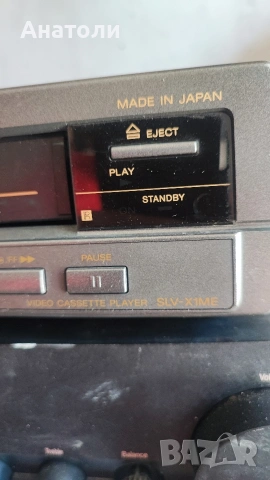 Анатоли
MADE IN JAPAN
EJECT
PLAY
STANDBY
PAUSE
VIDEO CASSETTE PLAYER SLV-X1ME
Treble
Balance
bazar